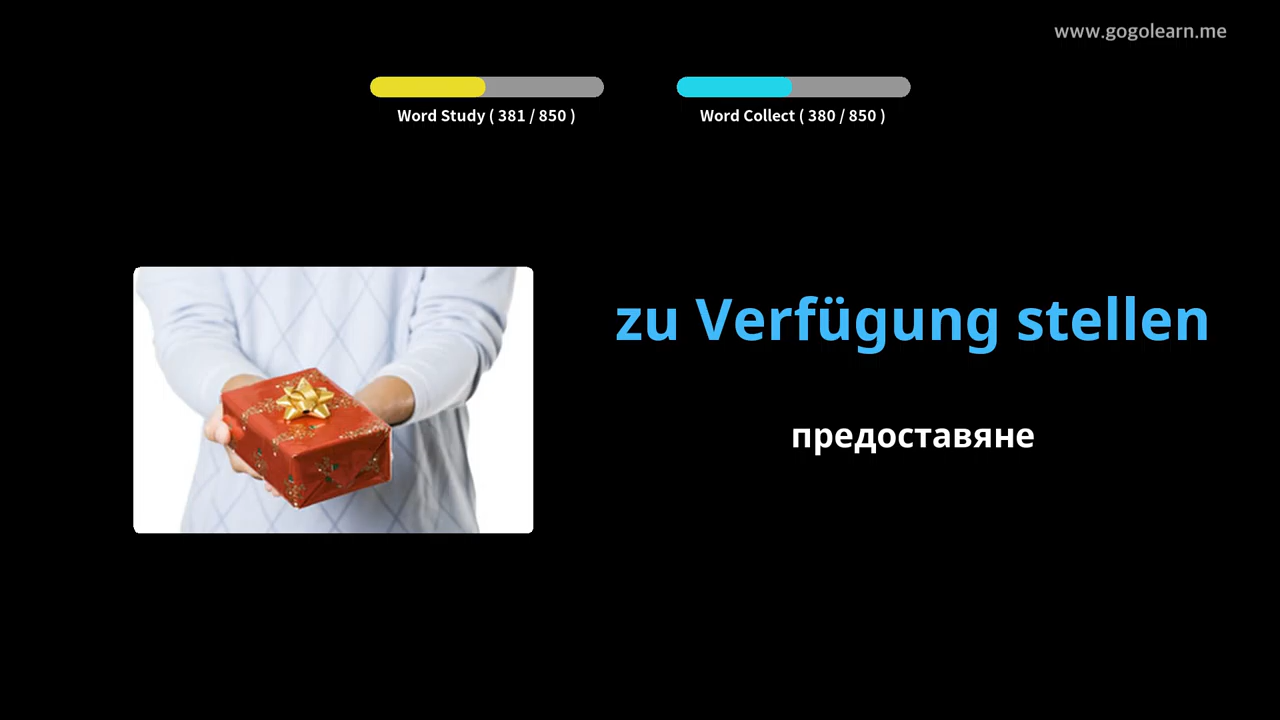 www.gogolearn.me
Word Study ( 381 / 850 )
Word Collect ( 380 / 850 )
zu Verfügung stellen
предоставяне